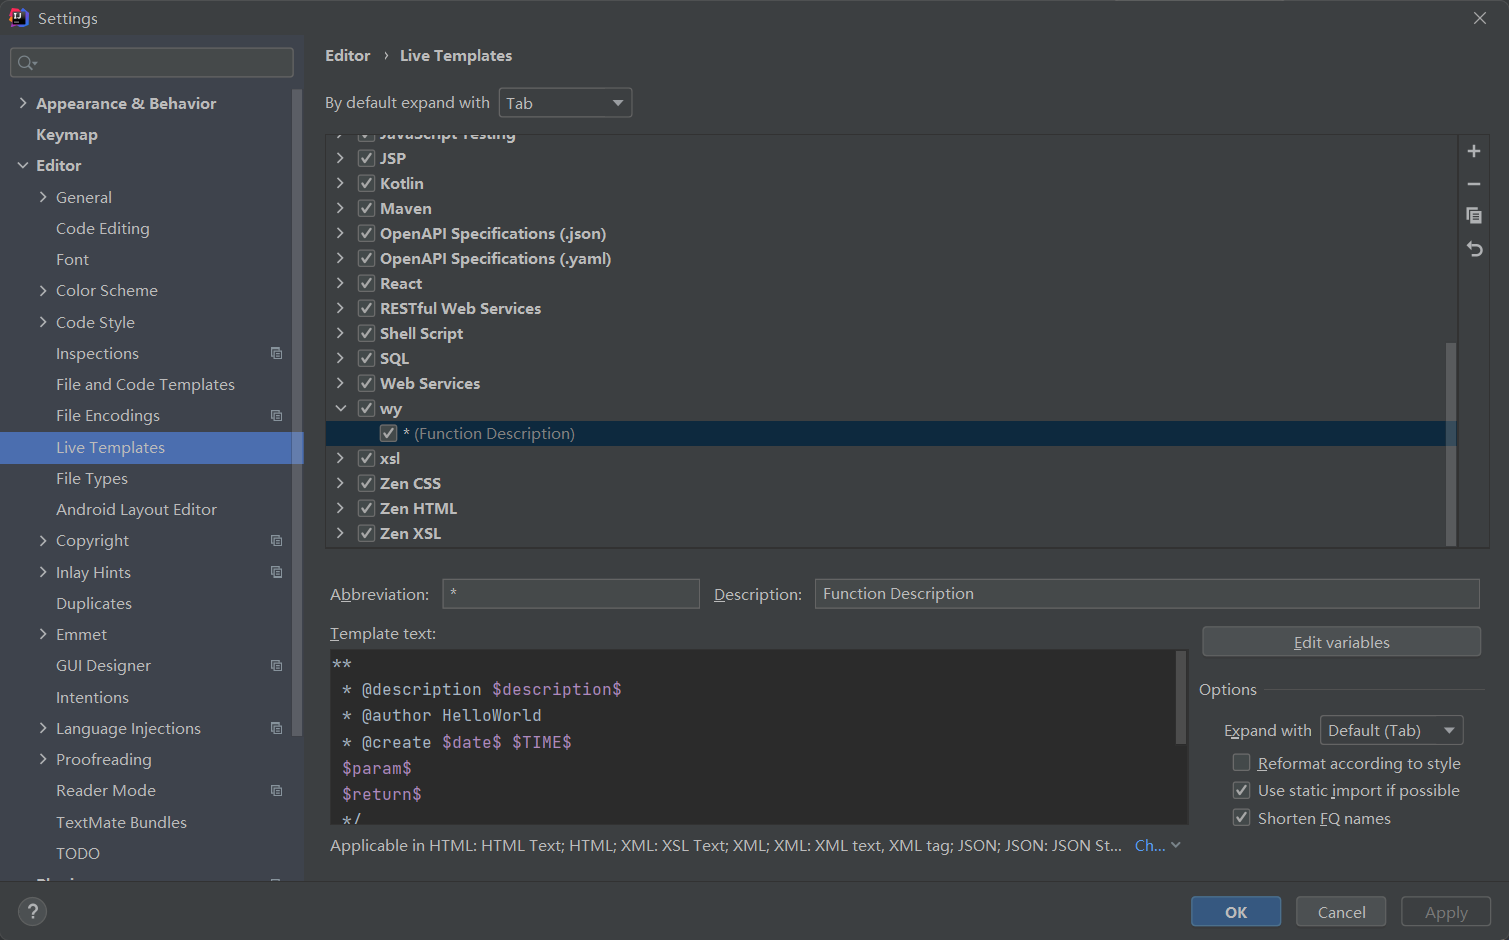 Settings
Editor › Live Templates
By default expand with Tab
Appearance & Behavior
Keymap
Editor
General
Code Editing
Font
Color Scheme
Code Style
Inspections
File and Code Templates
File Encodings
Live Templates
File Types
Android Layout Editor
Copyright
Inlay Hints
Duplicates
Emmet
GUI Designer
Intentions
Language Injections
Proofreading
Reader Mode
TextMate Bundles
TODO
JavaScript Testing
JSP
Kotlin
Maven
OpenAPI Specifications (.json)
OpenAPI Specifications (.yaml)
React
RESTful Web Services
Shell Script
SQL
Web Services
wy
* (Function Description)
xsl
Zen CSS
Zen HTML
Zen XSL
Abbreviation: * Description: Function Description
Template text:
**
* @description $description$
* @author HelloWorld
* @create $date$ $TIME$
$param$
$return$
*/
Applicable in HTML: HTML Text; HTML; XML: XSL Text; XML; XML: XML text, XML tag; JSON; JSON: JSON St... Ch...
Edit variables
Options
Expand with Default (Tab)
Reformat according to style
Use static import if possible
Shorten FQ names
?
OK Cancel Apply